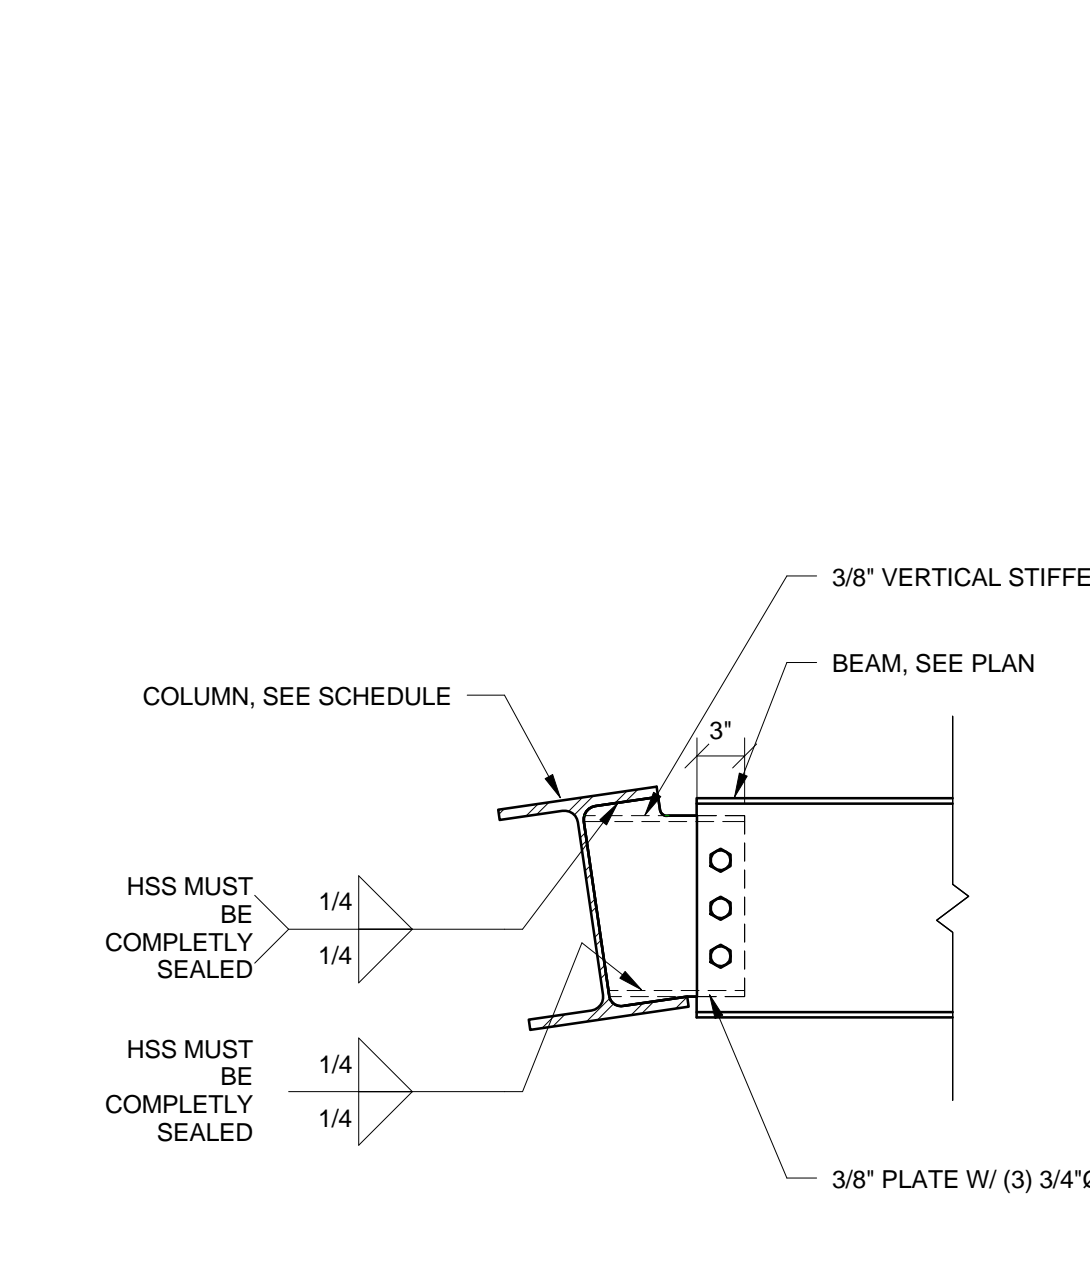 3/8" VERTICAL STIFFE
BEAM, SEE PLAN
COLUMN, SEE SCHEDULE
3"
HSS MUST
BE
COMPLETLY
SEALED
1/4
1/4
HSS MUST
BE
COMPLETLY
SEALED
1/4
1/4
3/8" PLATE W/ (3) 3/4"Ø